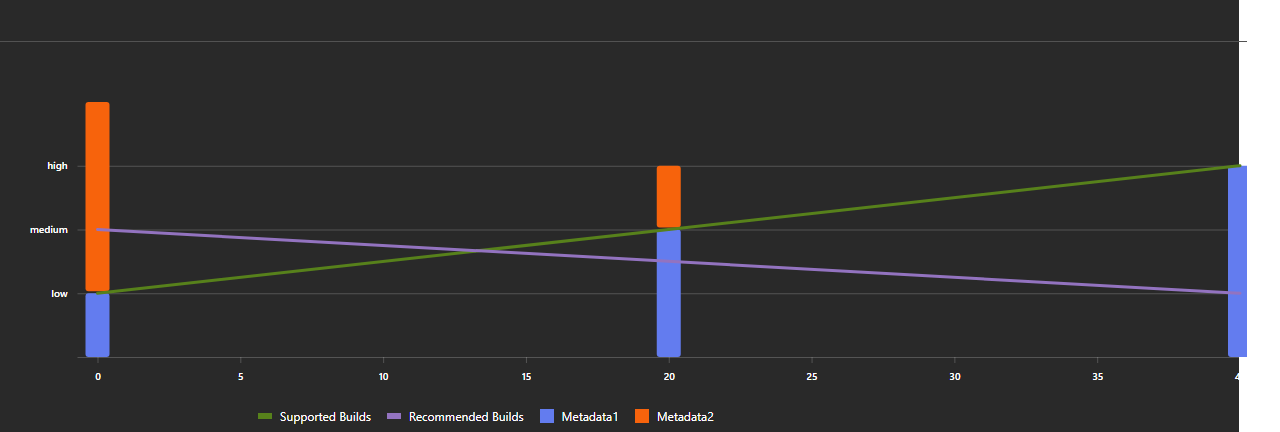 high
medium
low
0 5 10 15 20 25 30 35
Supported Builds Recommended Builds Metadata1 Metadata2